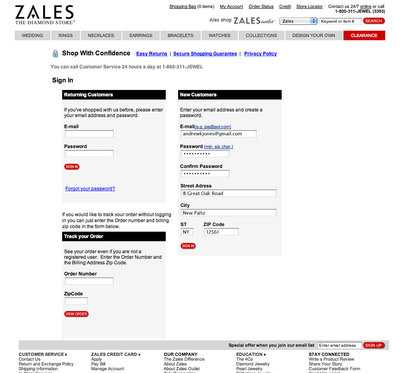 ZALES
THE DIAMOND STORE
Shopping Bag (0 items) My Account Order Status Credit Store Locator
Contact us 24/7 online or call
1-800-311-JEWEL (5393)
Also shop ZALES outlet Zales Keyword or item # SEARCH
WEDDING RINGS NECKLACES EARRINGS BRACELETS WATCHES COLLECTIONS DESIGN YOUR OWN CLEARANCE
Shop With Confidence Easy Returns | Secure Shopping Guarantee | Privacy Policy
You can call Customer Service 24 hours a day at 1-800-311-JEWEL
Sign In
Returning Customers
If you've shopped with us before, please enter
your email address and password.
E-mail
Password
SIGN IN
Forgot your password?
If you would like to track your order without logging
in you can just enter the Order Number and billing
zip code in the form below.
Track your Order
See your order even if you are not a
registered user. Enter the Order Number and
the Billing Address Zip Code.
Order Number
ZipCode
VIEW ORDER
New Customers
Enter your email address and create a
password.
E-mail(e.g. joe@aol.com)
andrewkjones@gmail.com
Password (min. six char.)
Confirm Password
Street Adress
8 Great Oak Road
City
New Paltz
ST ZIP Code
NY 12561
SIGN IN
Special offer when you join our email list Enter email address SIGN UP
CUSTOMER SERVICE
Contact Us
Return and Exchange Policy
Shipping Information
ZALES CREDIT CARD
Apply
Pay Bill
Manage Account
OUR COMPANY
The Zales Difference
About Zales
About Zales Outlet
EDUCATION
The 4Cs
Diamond Jewelry
Pearl Jewelry
STAY CONNECTED
Write a Product Review
Share Your Story
Customer Feedback Form